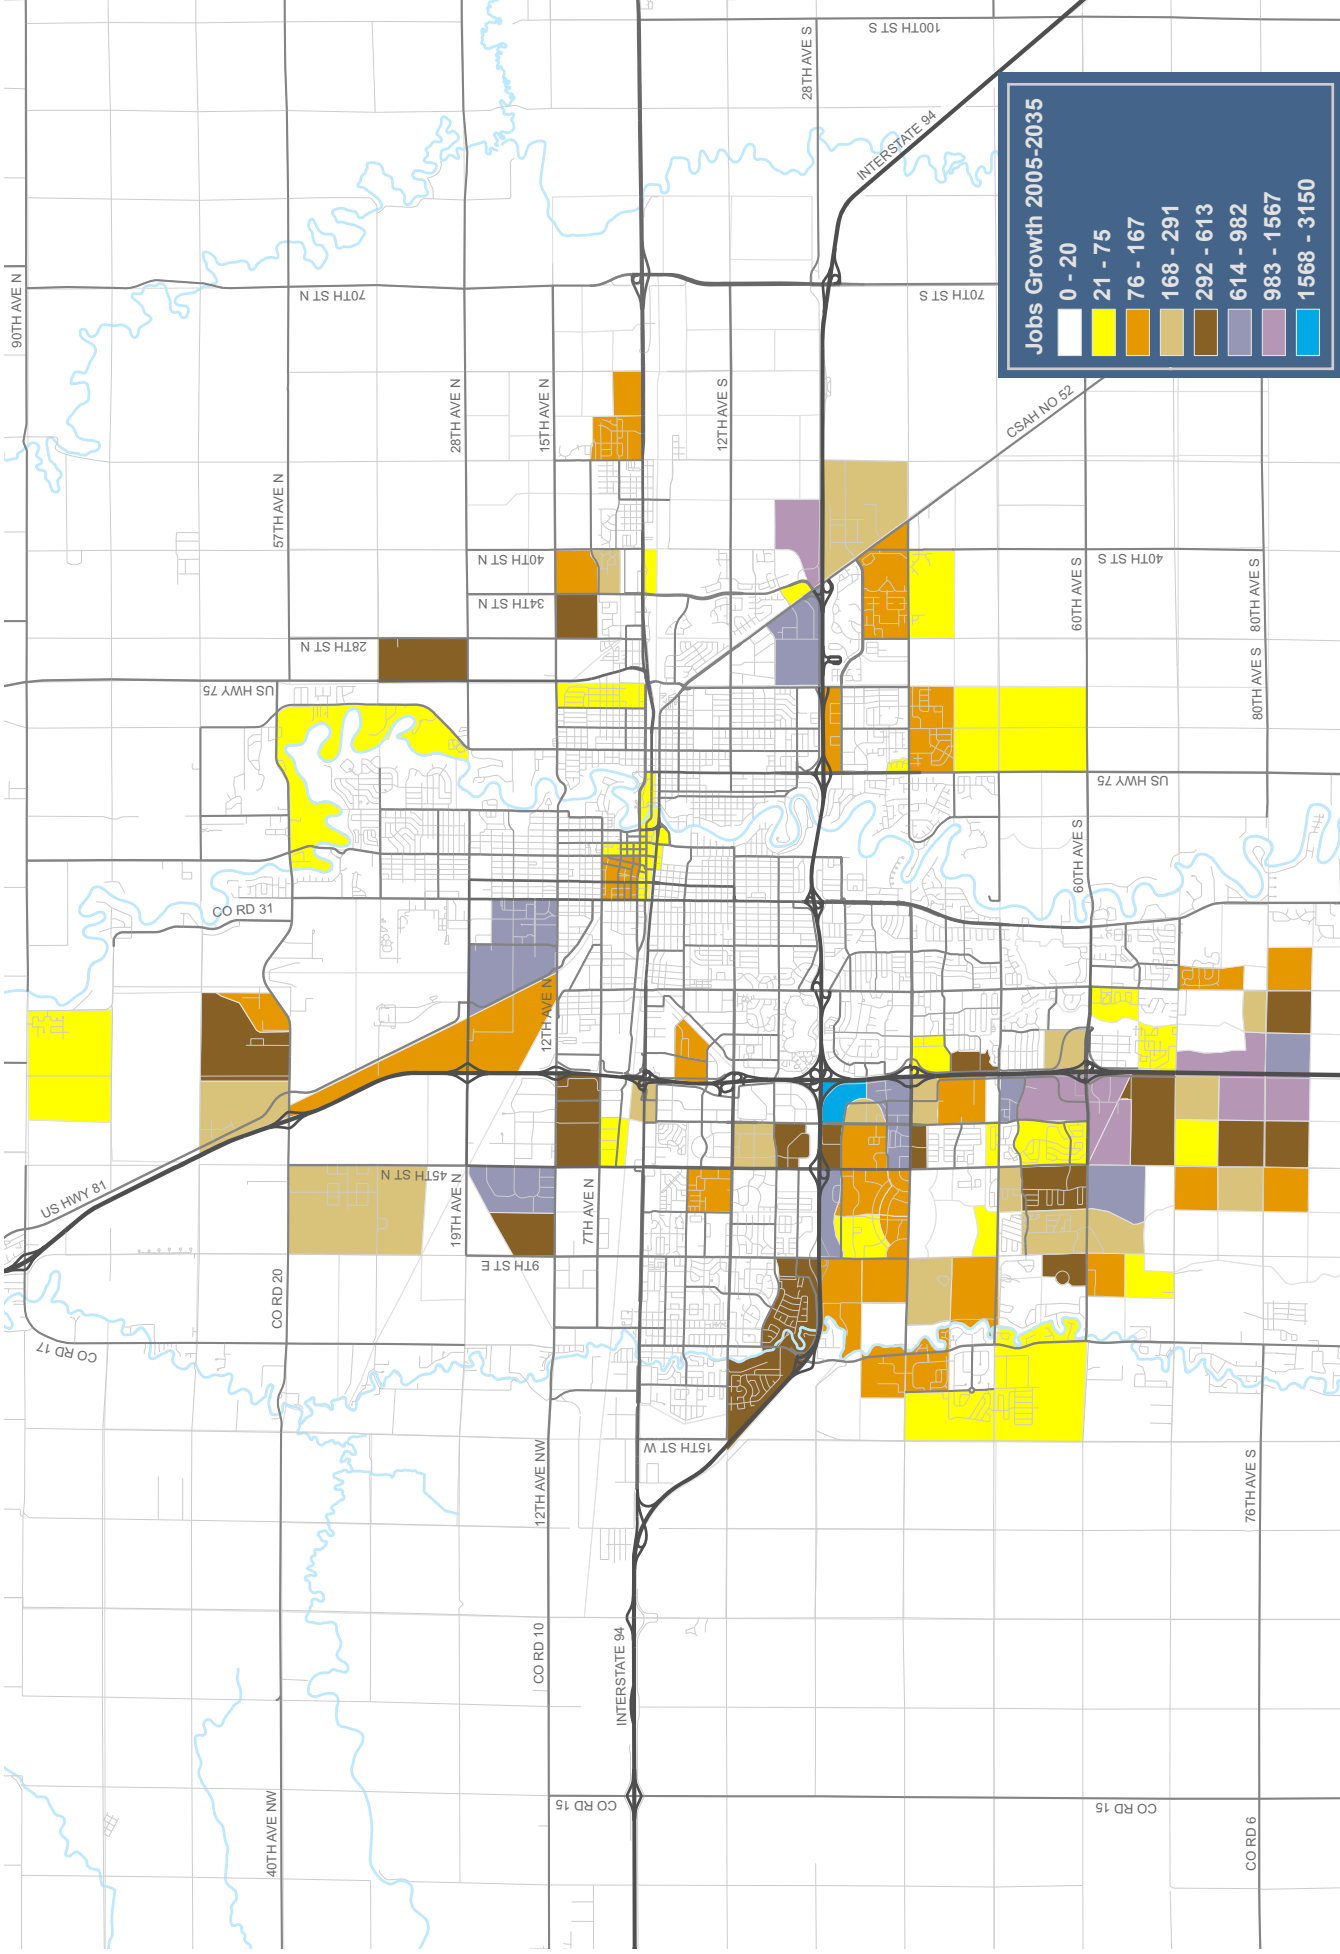 90TH AVE N
70TH ST N
28TH AVE S
100TH ST S
INTERSTATE 94
70TH ST S
Jobs Growth 2005-2035
0 - 20
21 - 75
76 - 167
168 - 291
292 - 613
614 - 982
983 - 1567
1568 - 3150
57TH AVE N
28TH AVE N
15TH AVE N
12TH AVE S
CSAH NO 52
40TH ST N
34TH ST N
28TH ST N
US HWY 75
40TH ST S
60TH AVE S
80TH AVE S
80TH AVE S
US HWY 75
60TH AVE S
CO RD 31
12TH AVE N
US HWY 81
45TH ST N
19TH AVE N
7TH AVE N
9TH ST E
CO RD 20
CO RD 17
12TH AVE NW
15TH ST W
76TH AVE S
CO RD 10
INTERSTATE 94
40TH AVE NW
CO RD 15
CO RD 15
CO RD 6